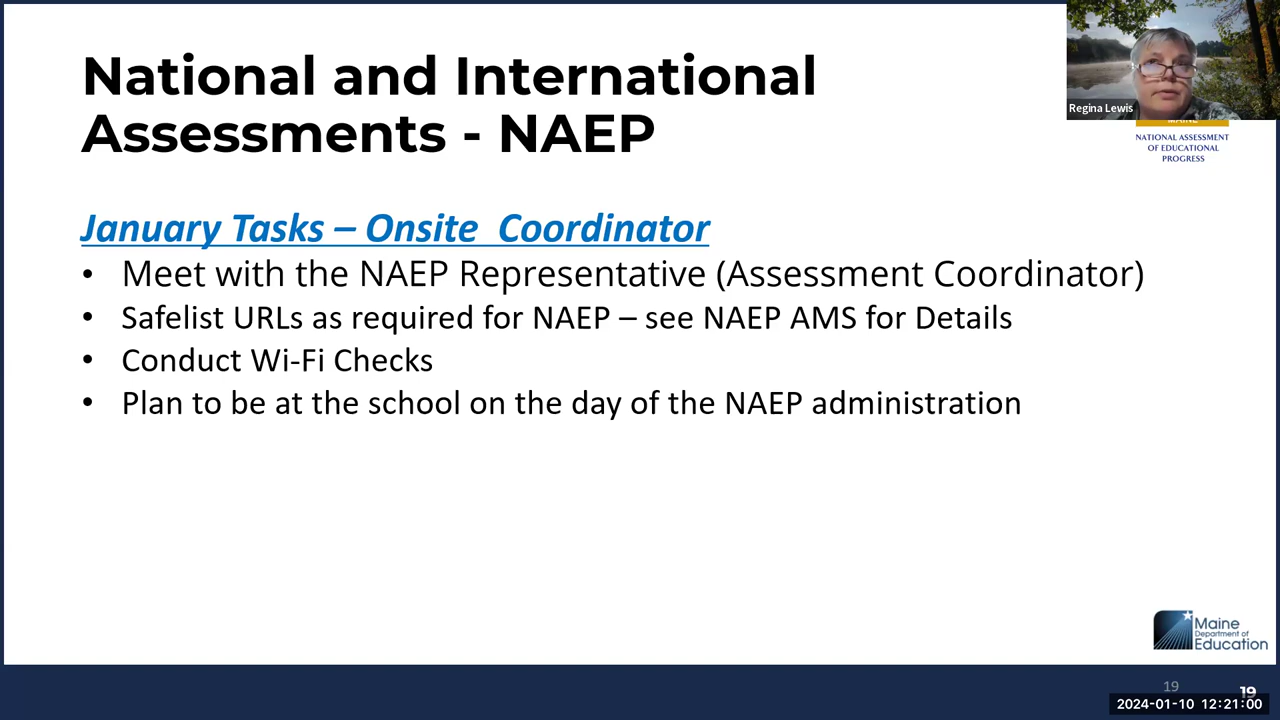 National and International
Assessments - NAEP
Regina Lewis
MAINE
NATIONAL ASSESSMENT
OF EDUCATIONAL
PROGRESS
January Tasks – Onsite  Coordinator
• Meet with the NAEP Representative (Assessment Coordinator)
• Safelist URLs as required for NAEP – see NAEP AMS for Details
• Conduct Wi-Fi Checks
• Plan to be at the school on the day of the NAEP administration
Maine
Department of
Education
19
19
2024-01-10 12:21:00